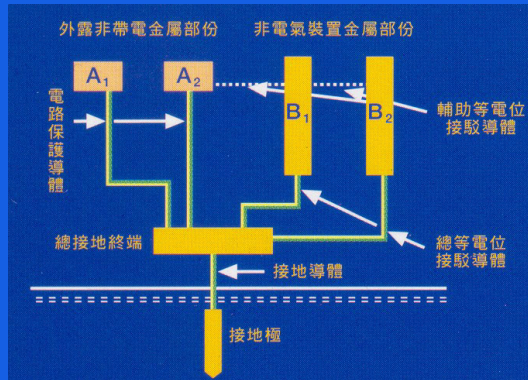 外露非帶電金屬部份
非電氣裝置金屬部份
A1
A2
B1
B2
電路保護導體
輔助等電位
接駁導體
總接地終端
總等電位
接駁導體
接地導體
接地極